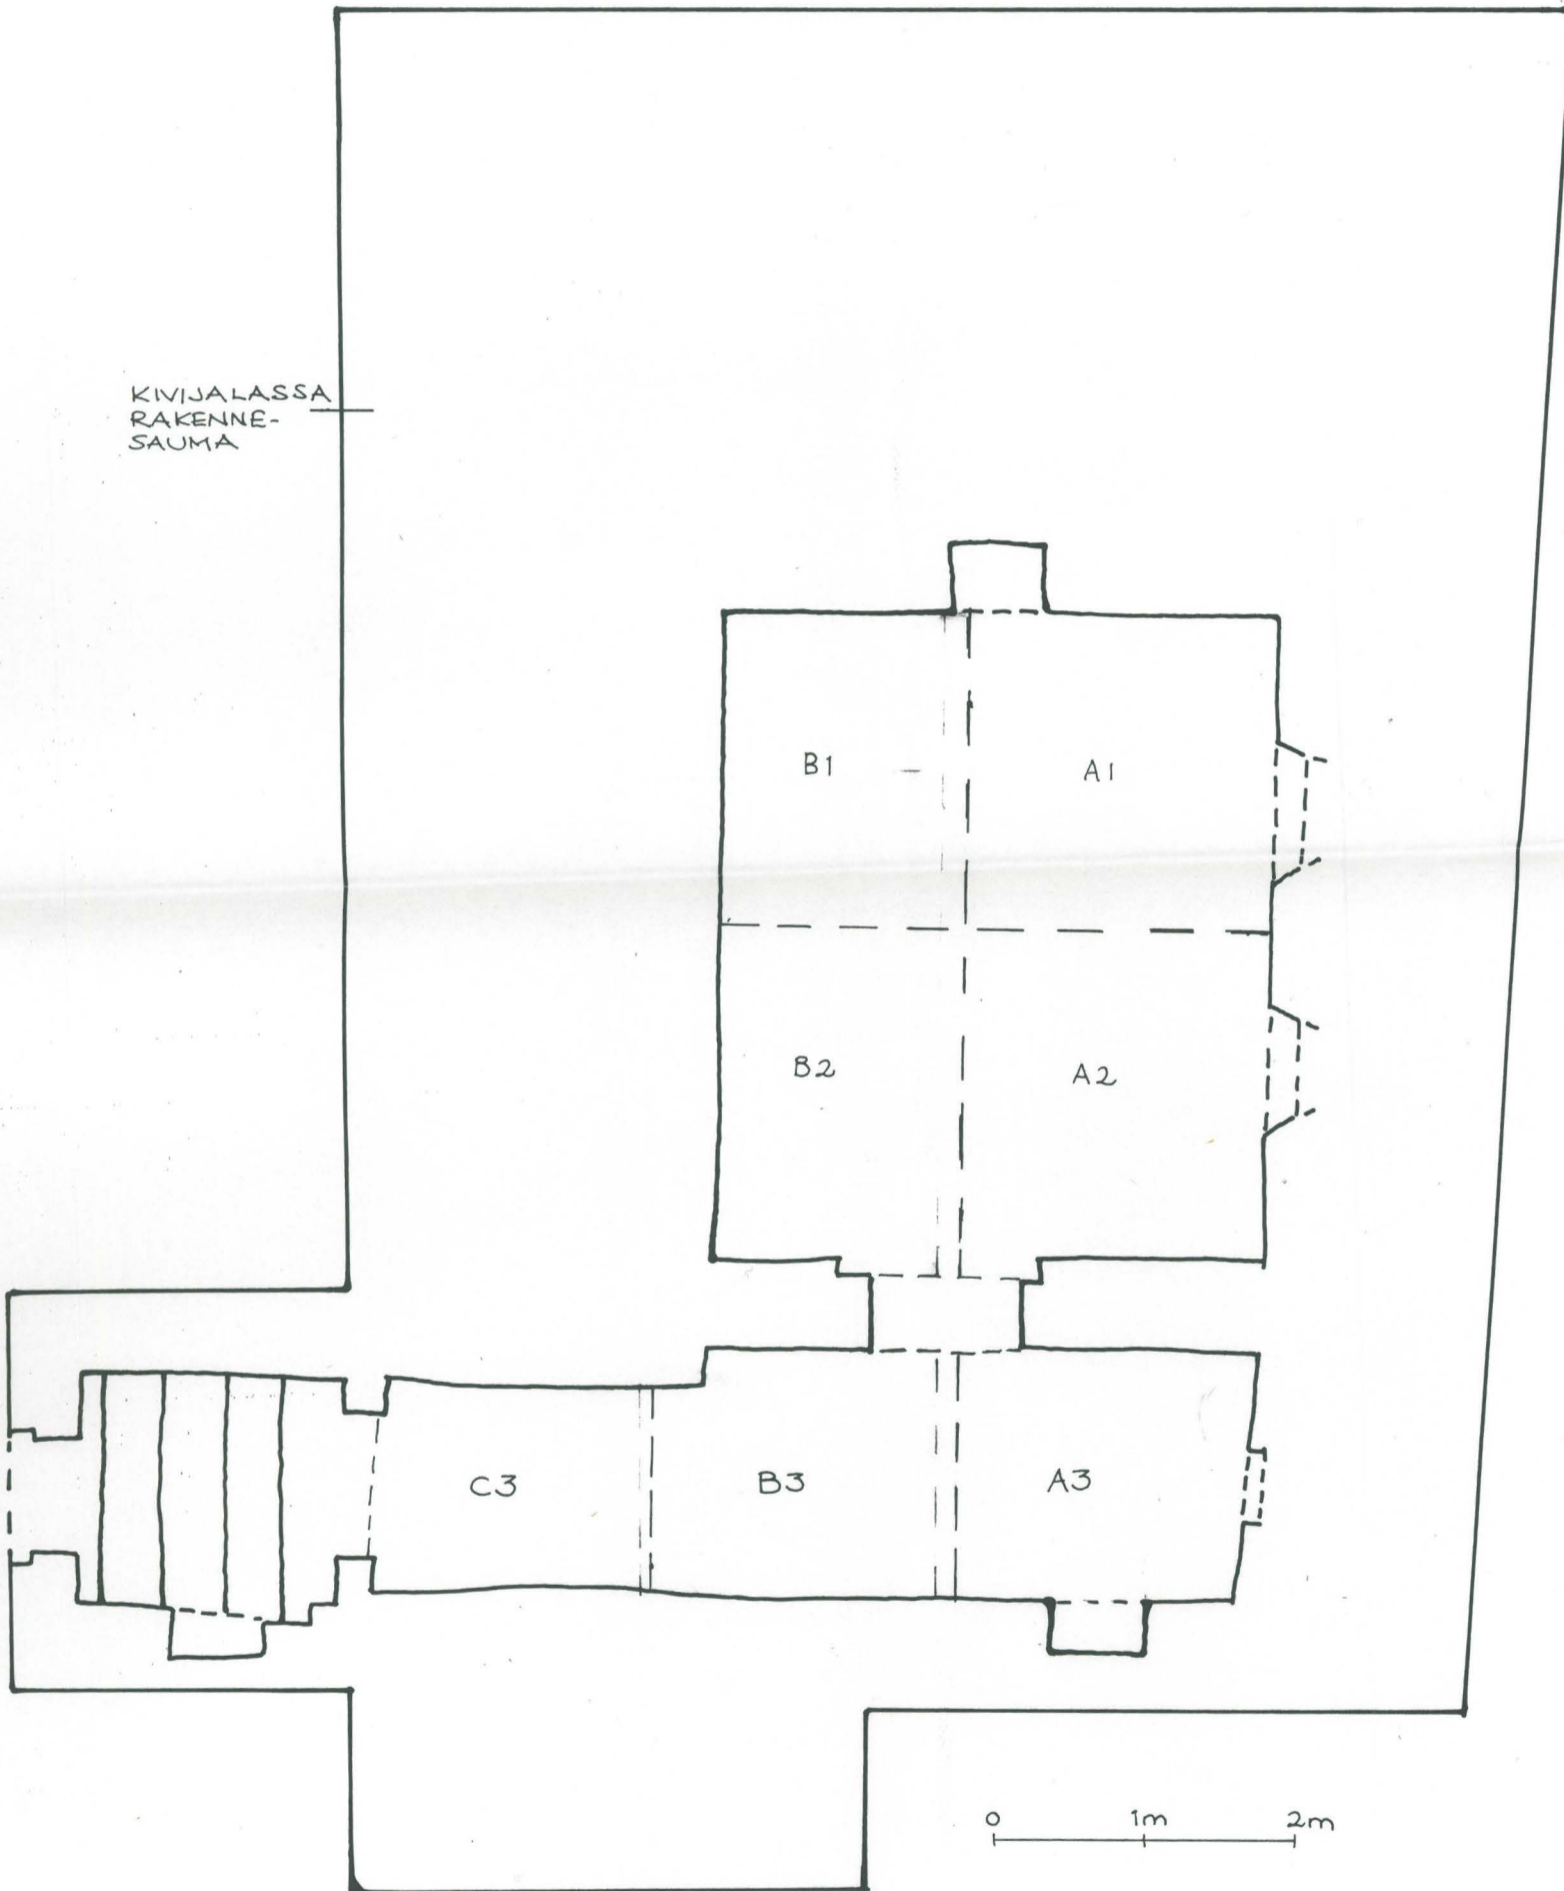 KIVIJALASSA
RAKENNE-
SAUMA
B1 A1
B2 A2
C3 B3 A3
0 1m 2m